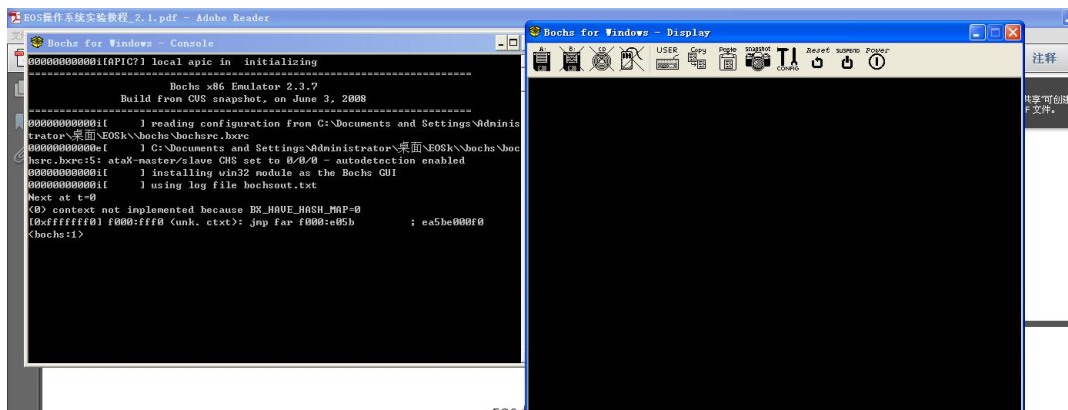 EOS操作系统实验教程_2.1.pdf - Adobe Reader
Bochs for Windows - Console
00000000000i[APIC?] local apic in  initializing
========================================================================
Bochs x86 Emulator 2.3.7
Build from CVS snapshot, on June 3, 2008
========================================================================
00000000000i[     ] reading configuration from C:\Documents and Settings\Adminis
trator\桌面\EOSk\\bochs\bochsrc.bxrc
00000000000e[     ] C:\Documents and Settings\Administrator\桌面\EOSk\\bochs\boc
hsrc.bxrc:5: ataX-master/slave CHS set to 0/0/0 - autodetection enabled
00000000000i[     ] installing win32 module as the Bochs GUI
00000000000i[     ] using log file bochsout.txt
Next at t=0
(0) context not implemented because BX_HAVE_HASH_MAP=0
[0xfffffff0] f000:fff0 (unk. ctxt): jmp far f000:e05b         ; ea5be000f0
<bochs:1>
Bochs for Windows - Display
A: B: CD USER Copy Paste snapshot CONFIG Reset SUSPEND Power
注释
共享"可创建
F 文件。